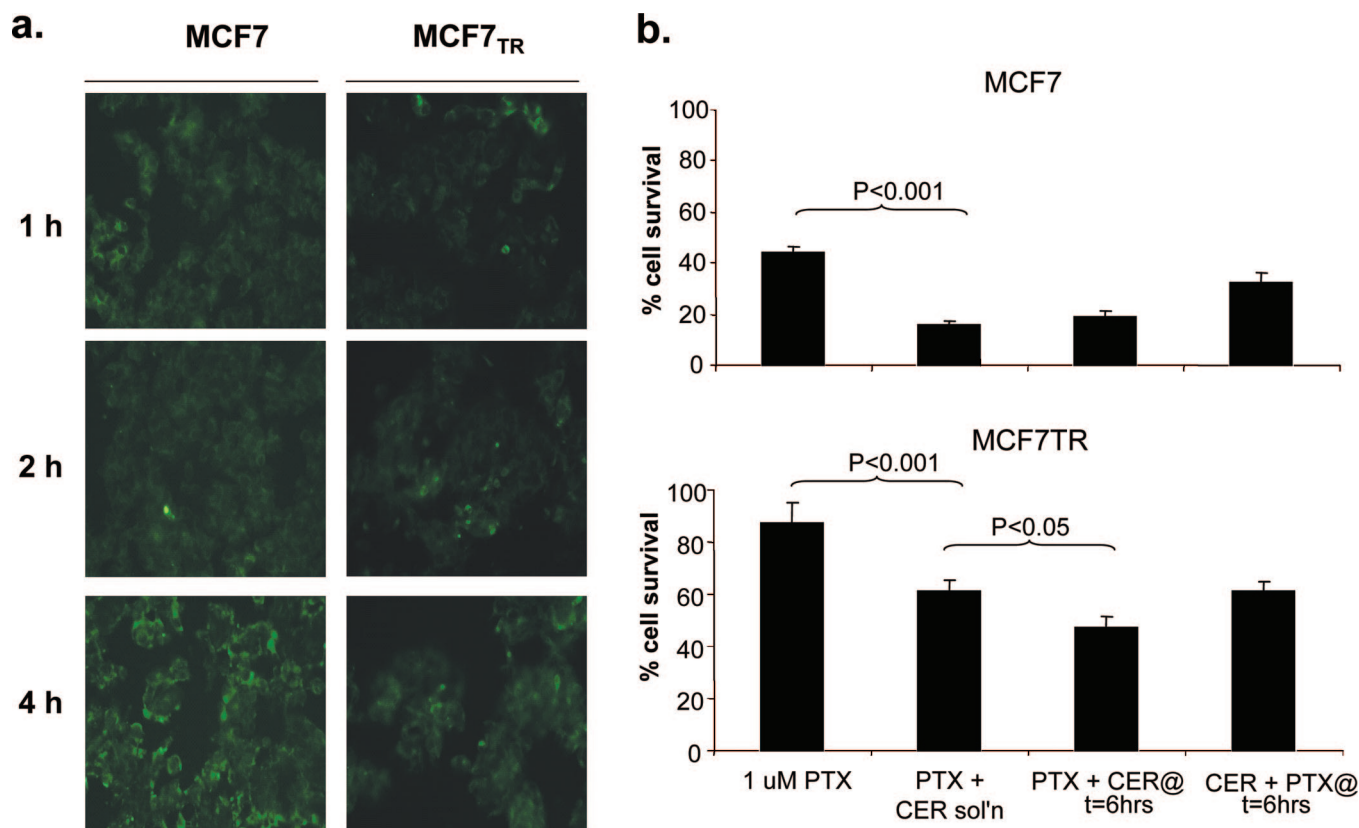 a.
MCF7
MCF7TR
1 h
2 h
4 h
b.
MCF7
% cell survival
100
80
60
40
20
0
P<0.001
MCF7TR
% cell survival
100
80
60
40
20
0
P<0.001
P<0.05
1 uM PTX
PTX +
CER sol'n
PTX + CER@
t=6hrs
CER + PTX@
t=6hrs